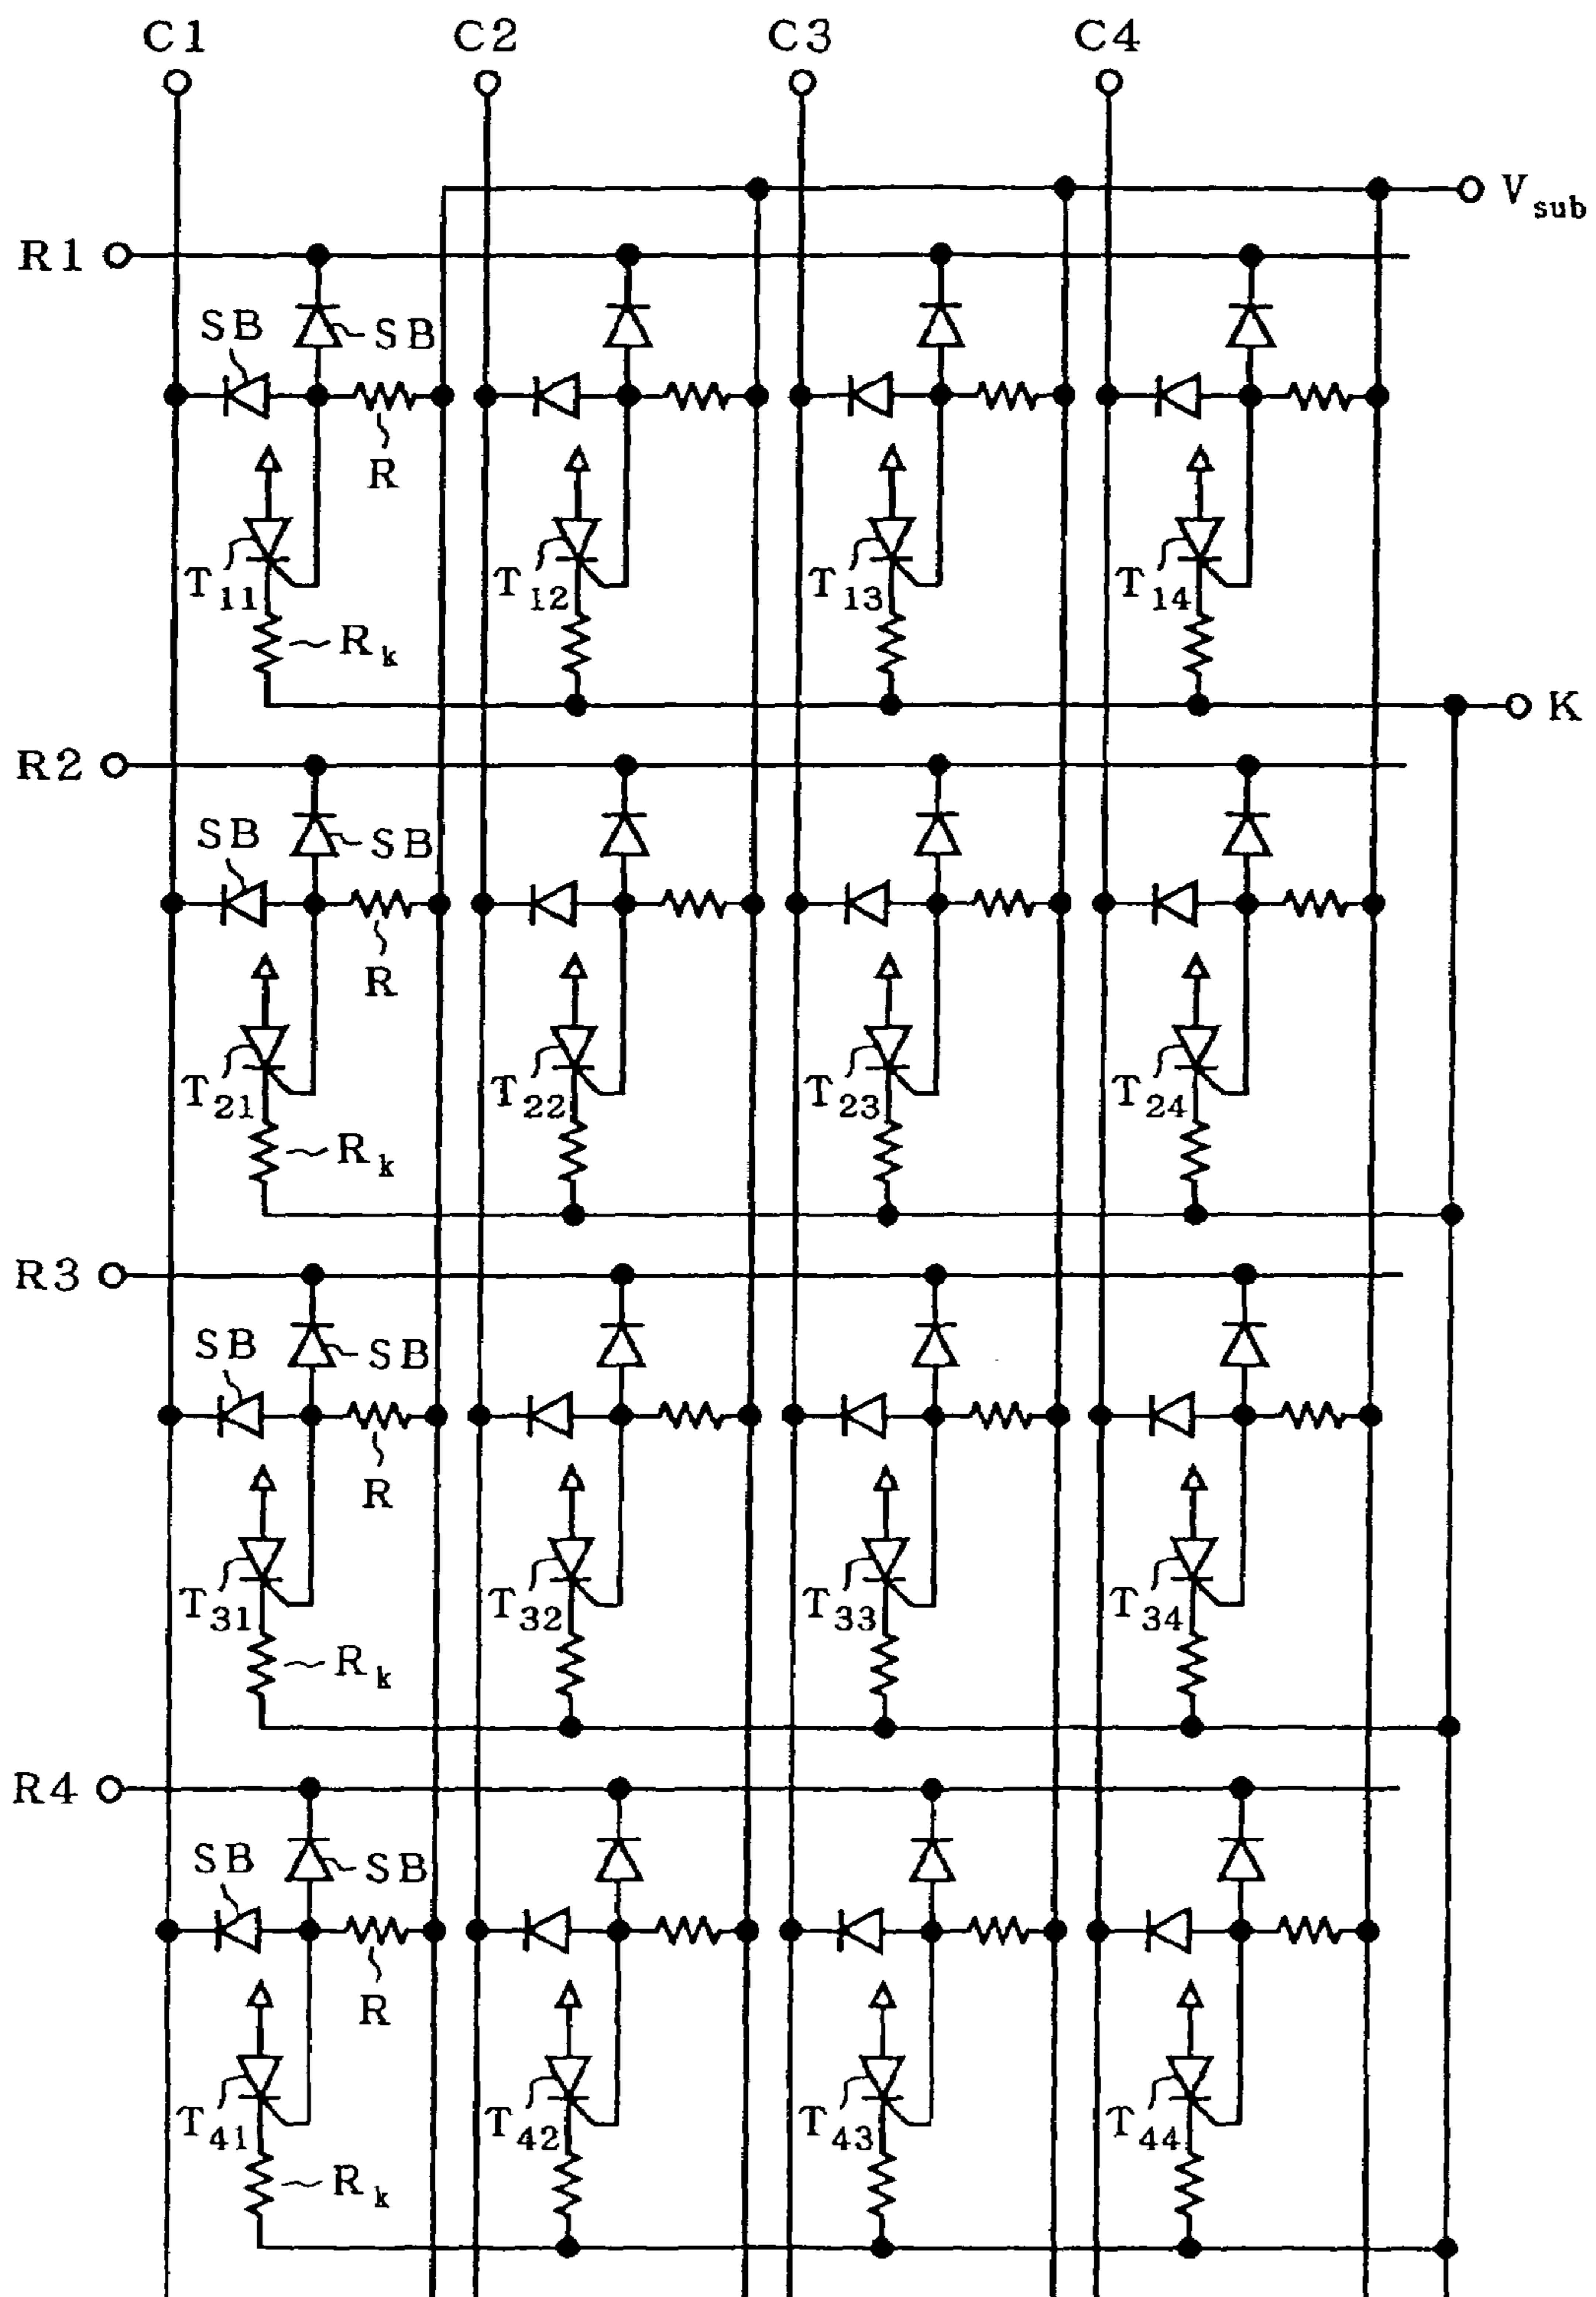 C1 C2 C3 C4
Vsub
R1
SB SB
R
T11 T12 T13 T14
Rk
K
R2
SB SB
R
T21 T22 T23 T24
Rk
R3
SB SB
R
T31 T32 T33 T34
Rk
R4
SB SB
R
T41 T42 T43 T44
Rk